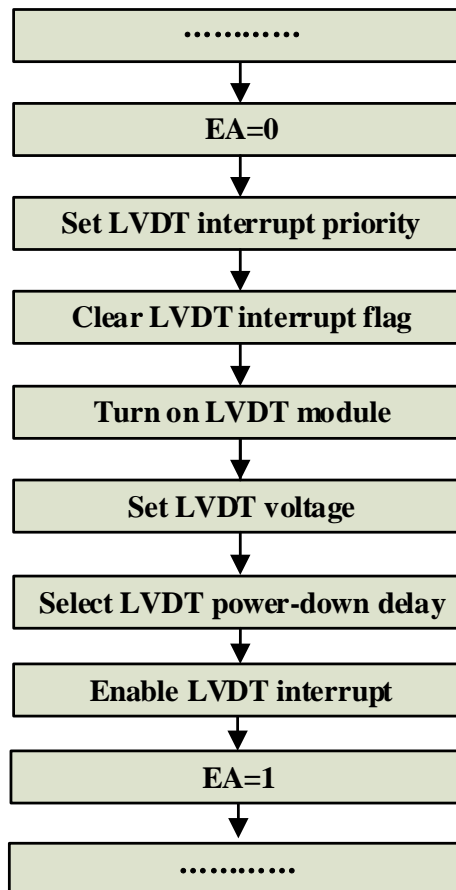 …………
EA=0
Set LVDT interrupt priority
Clear LVDT interrupt flag
Turn on LVDT module
Set LVDT voltage
Select LVDT power-down delay
Enable LVDT interrupt
EA=1
…………